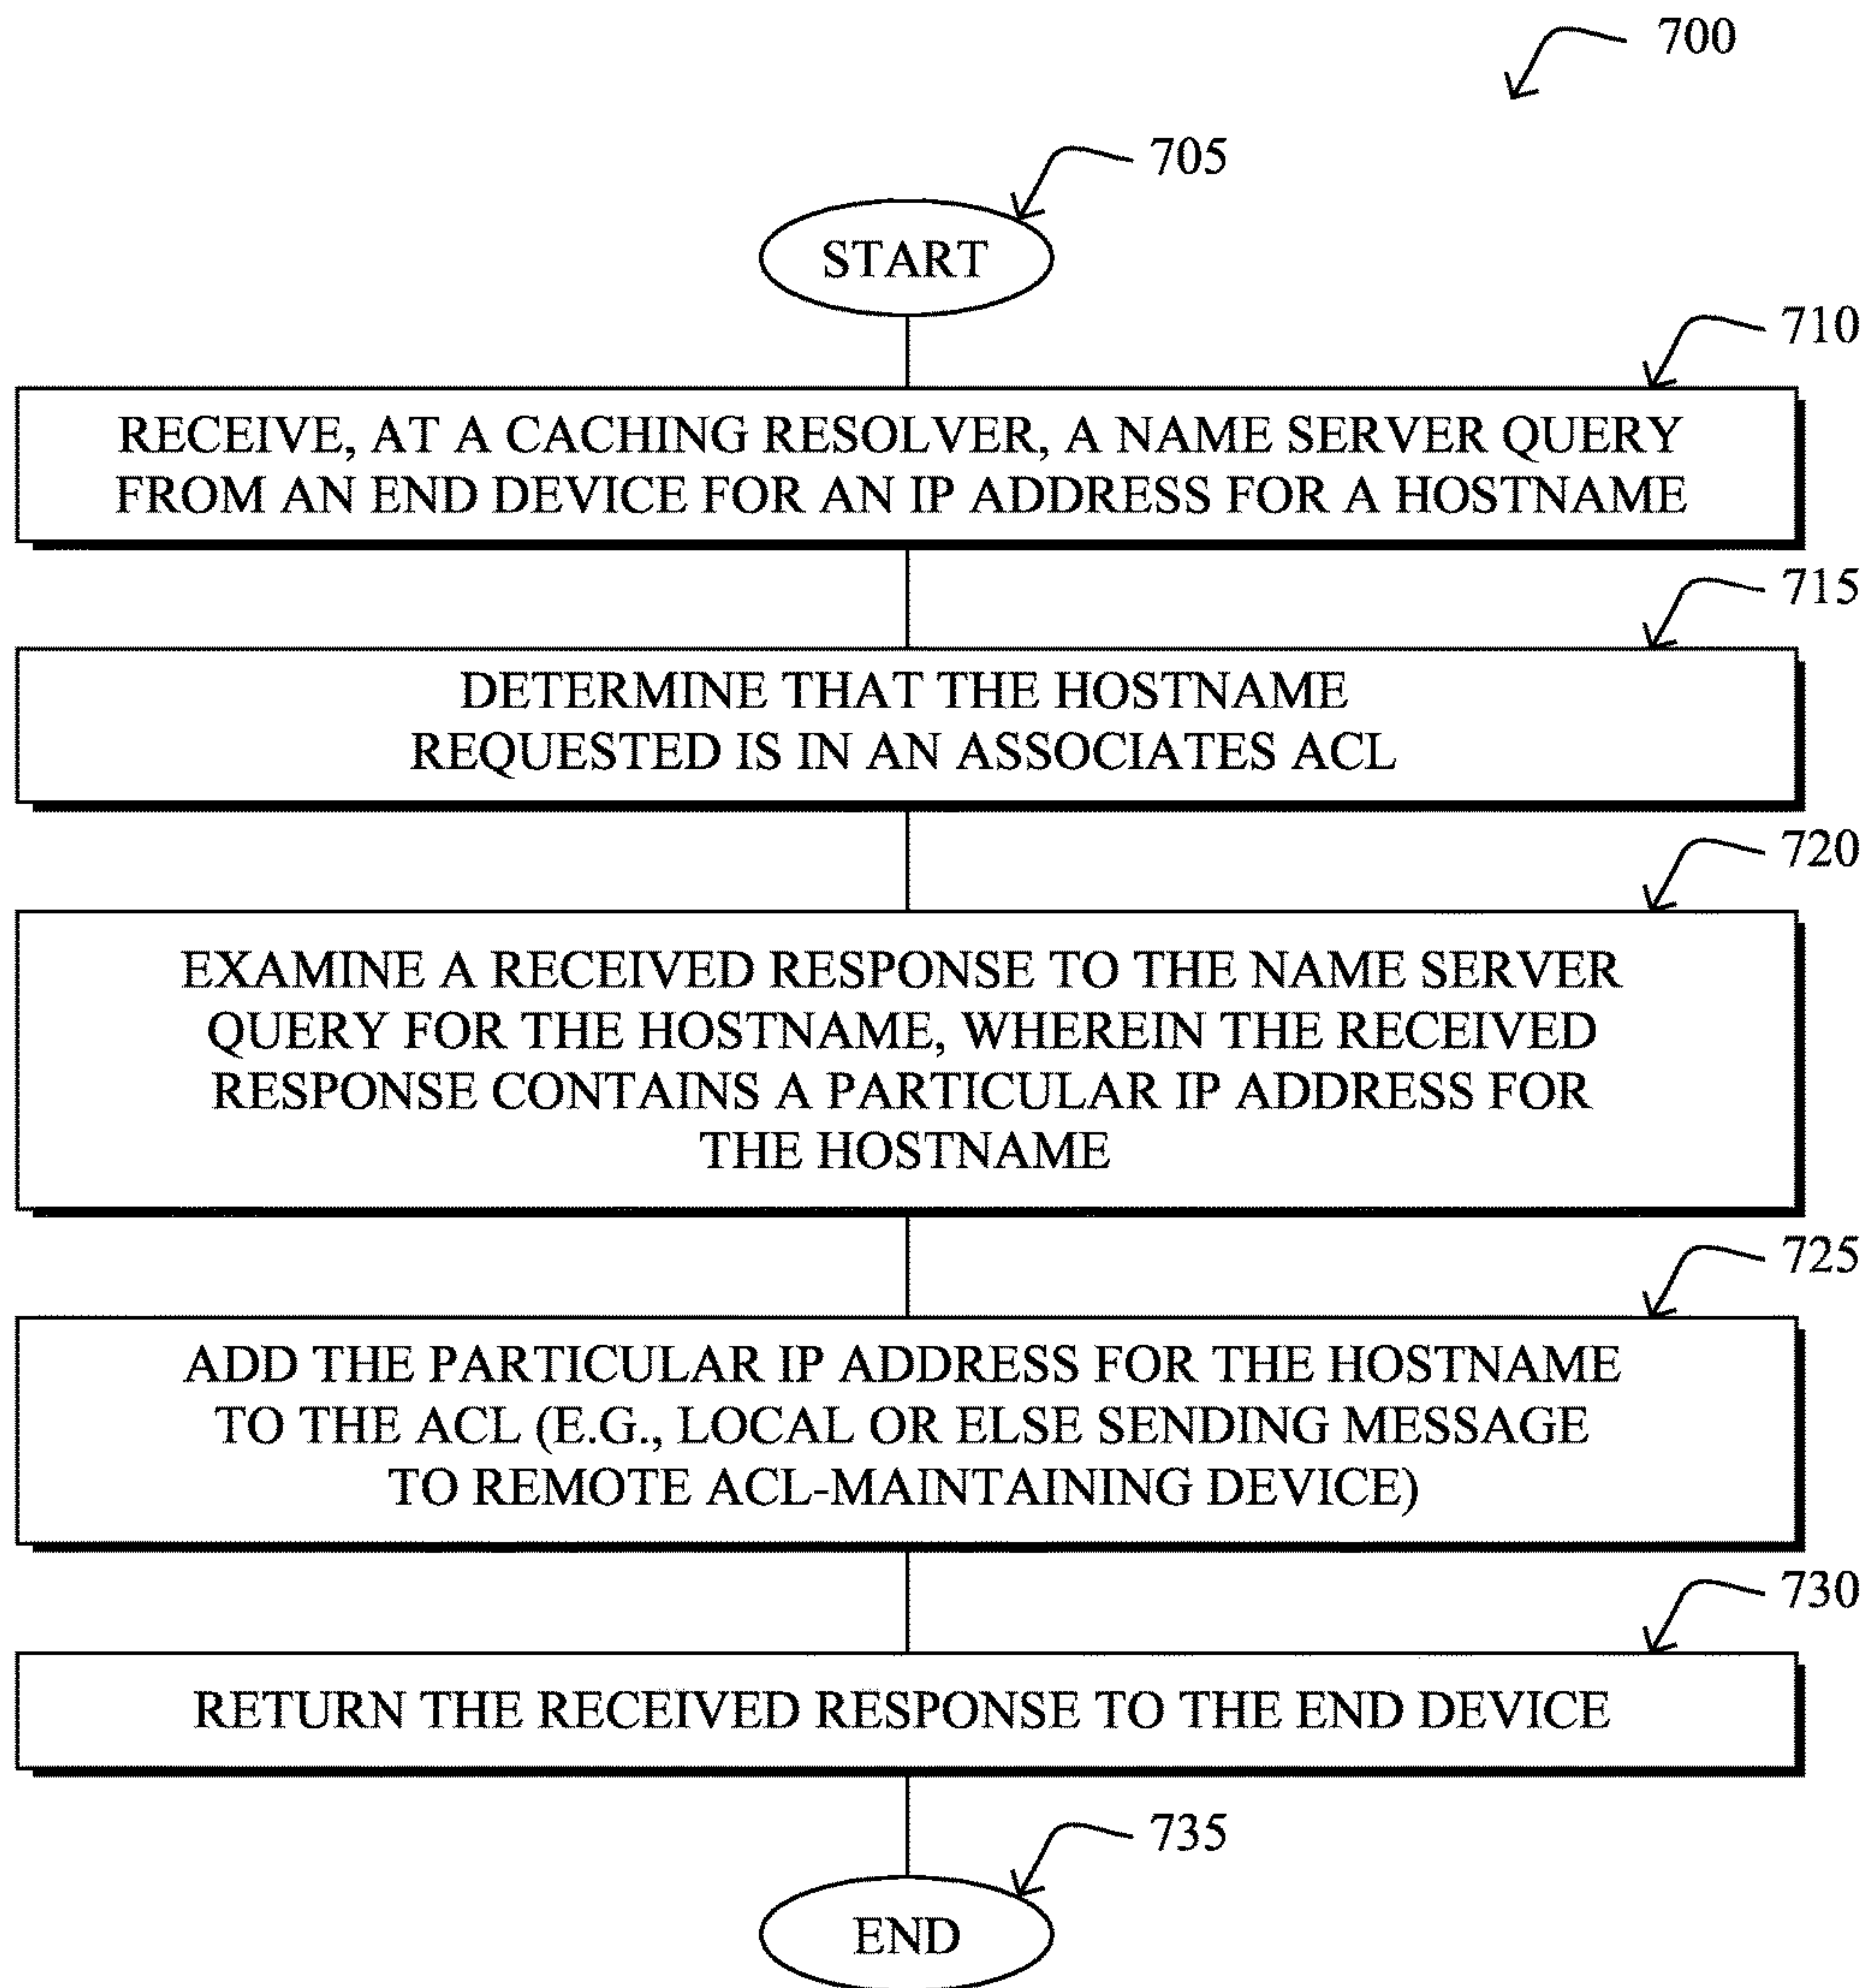 700
705
START
710
RECEIVE, AT A CACHING RESOLVER, A NAME SERVER QUERY
FROM AN END DEVICE FOR AN IP ADDRESS FOR A HOSTNAME
715
DETERMINE THAT THE HOSTNAME
REQUESTED IS IN AN ASSOCIATES ACL
720
EXAMINE A RECEIVED RESPONSE TO THE NAME SERVER
QUERY FOR THE HOSTNAME, WHEREIN THE RECEIVED
RESPONSE CONTAINS A PARTICULAR IP ADDRESS FOR
THE HOSTNAME
725
ADD THE PARTICULAR IP ADDRESS FOR THE HOSTNAME
TO THE ACL (E.G., LOCAL OR ELSE SENDING MESSAGE
TO REMOTE ACL-MAINTAINING DEVICE)
730
RETURN THE RECEIVED RESPONSE TO THE END DEVICE
735
END